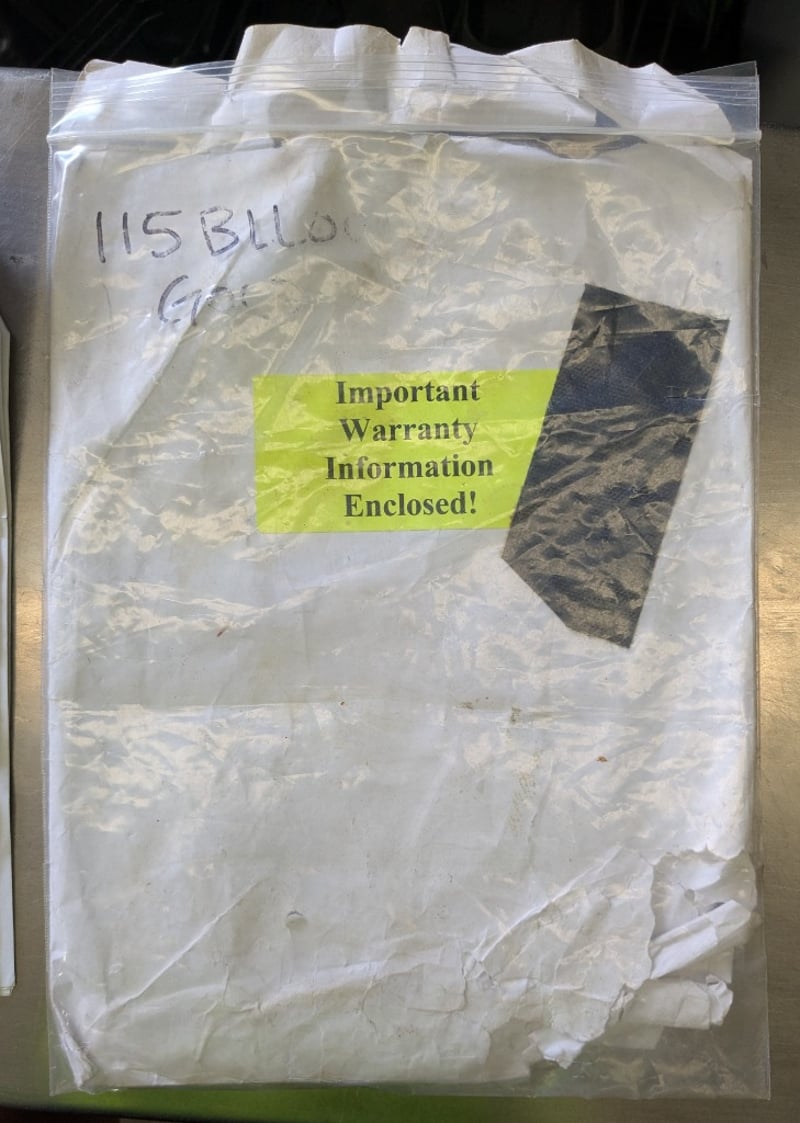 115
Important
Warranty
Information
Enclosed!